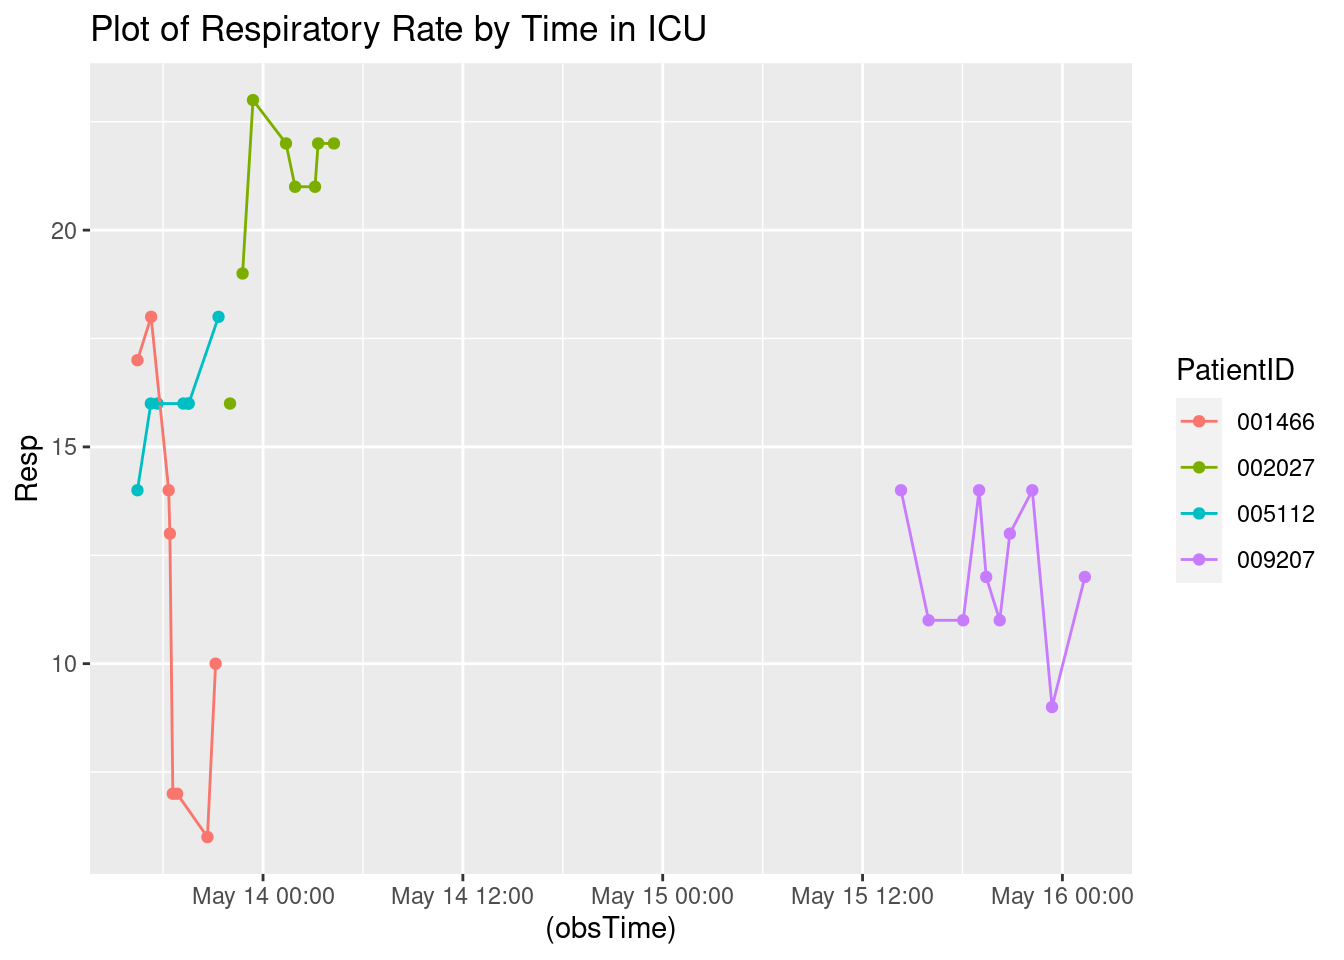 Plot of Respiratory Rate by Time in ICU
Resp
20
15
10
May 14 00:00
May 14 12:00
May 15 00:00
May 15 12:00
May 16 00:00
(obsTime)
PatientID
001466
002027
005112
009207